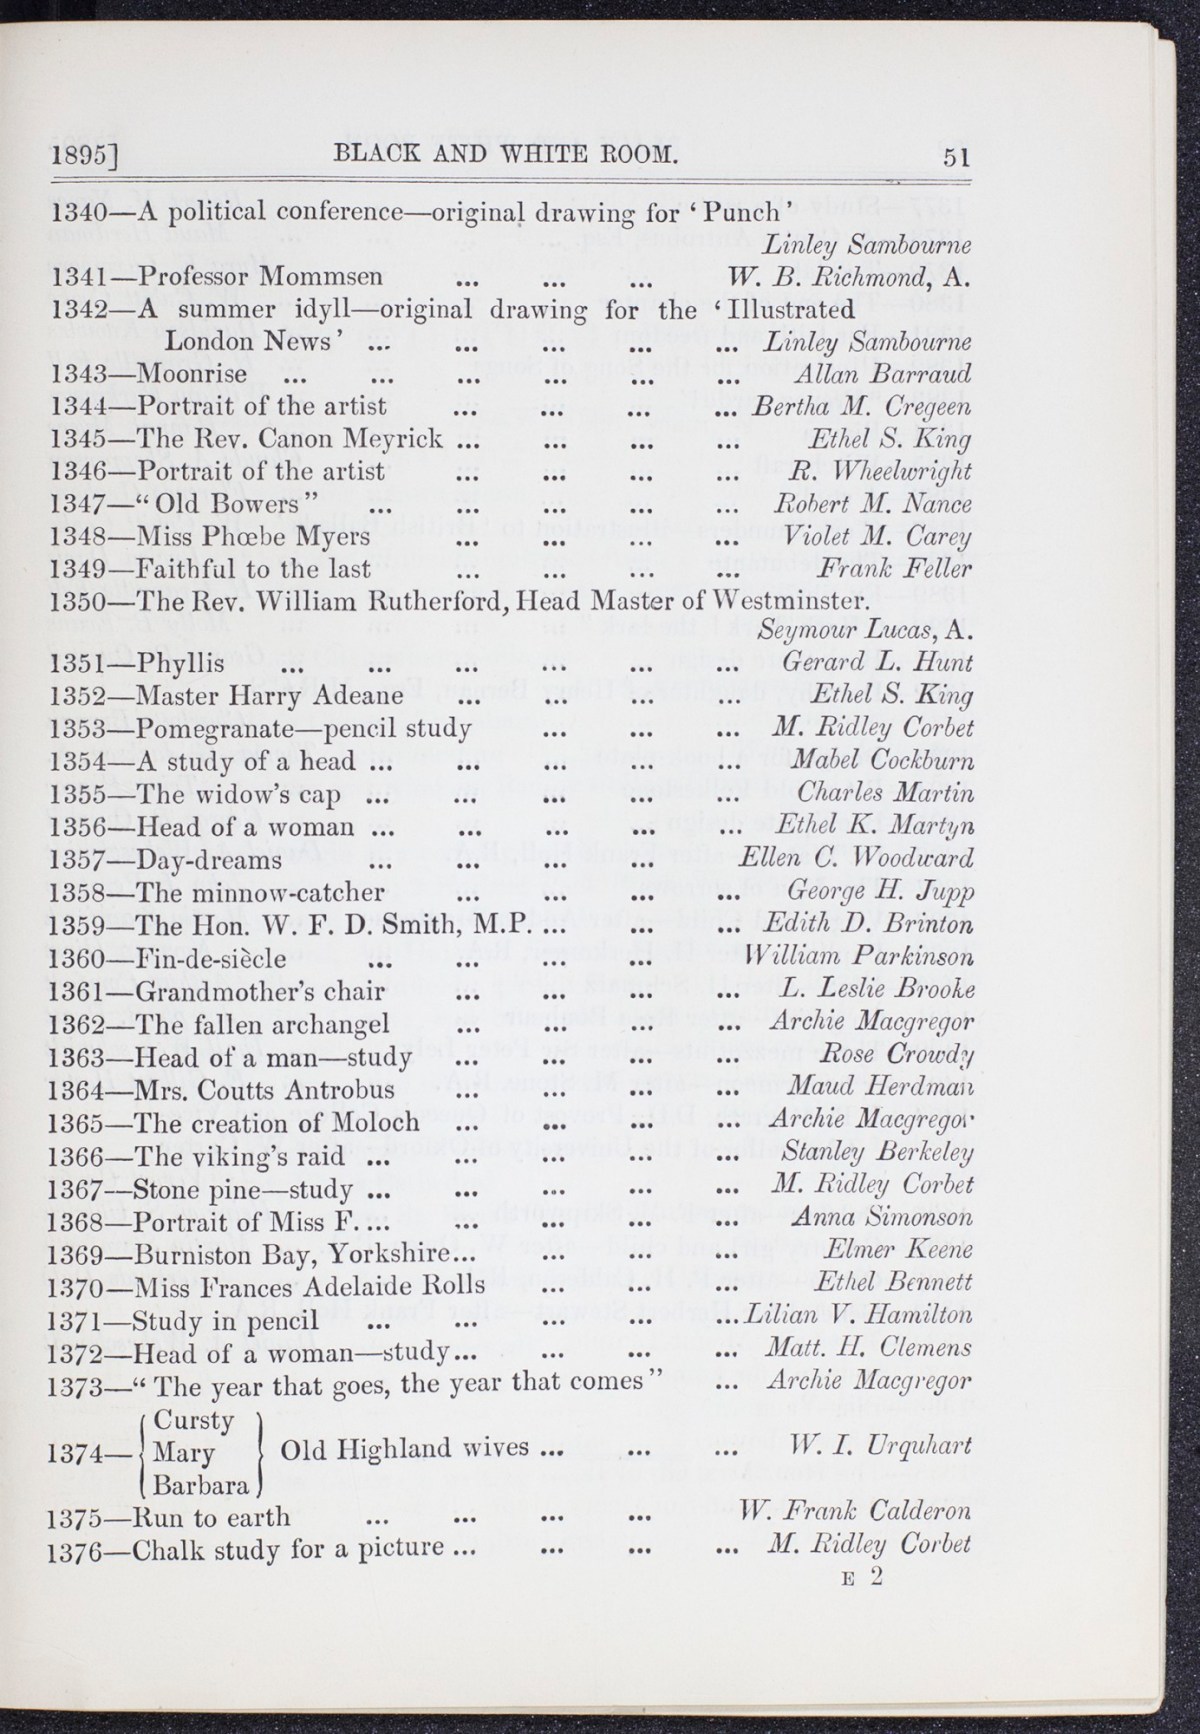 1895] BLACK AND WHITE ROOM. 51
1340—A political conference—original drawing for ‘Punch’
Linley Sambourne
1341—Professor Mommsen ... ... ... W. B. Richmond, A.
1342—A summer idyll—original drawing for the ‘Illustrated
London News’ ... ... ... ... ... Linley Sambourne
1343—Moonrise ... ... ... ... ... ... Allan Barraud
1344—Portrait of the artist ... ... ... ... Bertha M. Cregeen
1345—The Rev. Canon Meyrick ... ... ... ... Ethel S. King
1346—Portrait of the artist ... ... ... ... R. Wheelwright
1347—“Old Bowers” ... ... ... ... ... Robert M. Nance
1348—Miss Phœbe Myers ... ... ... ... Violet M. Carey
1349—Faithful to the last ... ... ... ... Frank Feller
1350—The Rev. William Rutherford, Head Master of Westminster.
Seymour Lucas, A.
1351—Phyllis ... ... ... ... ... ... Gerard L. Hunt
1352—Master Harry Adeane ... ... ... ... Ethel S. King
1353—Pomegranate—pencil study ... ... ... M. Ridley Corbet
1354—A study of a head ... ... ... ... ... Mabel Cockburn
1355—The widow’s cap ... ... ... ... ... Charles Martin
1356—Head of a woman ... ... ... ... ... Ethel K. Martyn
1357—Day-dreams ... ... ... ... Ellen C. Woodward
1358—The minnow-catcher ... ... ... ... George H. Jupp
1359—The Hon. W. F. D. Smith, M.P. ... ... ... Edith D. Brinton
1360—Fin-de-siècle ... ... ... ... William Parkinson
1361—Grandmother’s chair ... ... ... ... L. Leslie Brooke
1362—The fallen archangel ... ... ... ... Archie Macgregor
1363—Head of a man—study ... ... ... ... Rose Crowdy
1364—Mrs. Coutts Antrobus ... ... ... ... Maud Herdman
1365—The creation of Moloch ... ... ... ... Archie Macgregor
1366—The viking’s raid ... ... ... ... ... Stanley Berkeley
1367—Stone pine—study ... ... ... ... ... M. Ridley Corbet
1368—Portrait of Miss F. ... ... ... ... ... Anna Simonson
1369—Burniston Bay, Yorkshire... ... ... ... Elmer Keene
1370—Miss Frances Adelaide Rolls ... ... ... Ethel Bennett
1371—Study in pencil ... ... ... ... ... Lilian V. Hamilton
1372—Head of a woman—study... ... ... ... Matt. H. Clemens
1373—“The year that goes, the year that comes” ... Archie Macgregor
Cursty
1374—{ Mary } Old Highland wives ... ... ... W. I. Urquhart
Barbara
1375—Run to earth ... ... ... ... W. Frank Calderon
1376—Chalk study for a picture ... ... ... ... M. Ridley Corbet
E 2